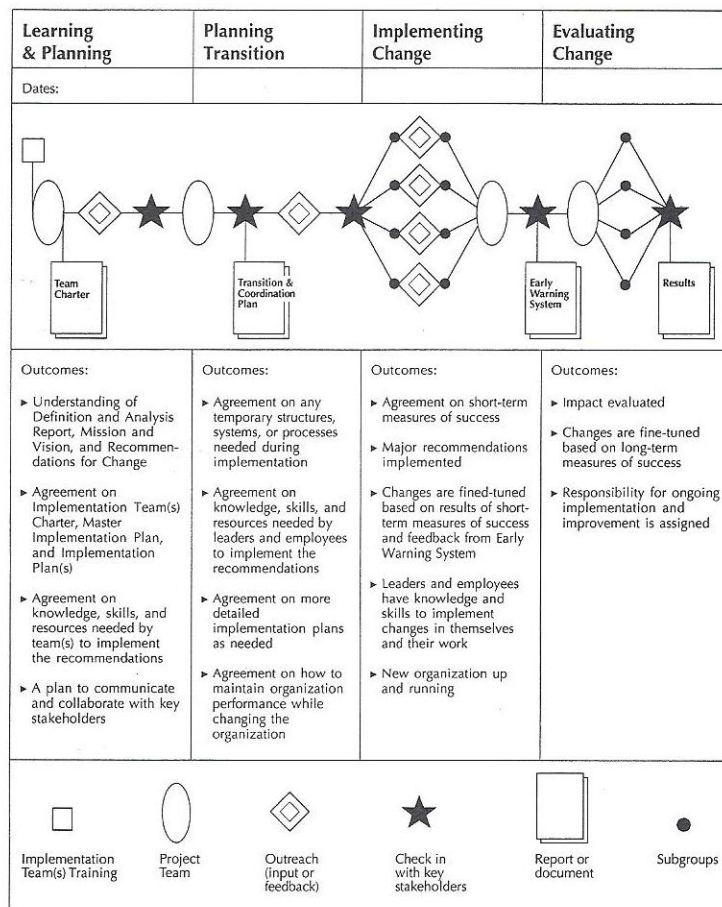 Learning
& Planning
Planning
Transition
Implementing
Change
Evaluating
Change
Dates:
Team
Charter
Transition &
Coordination
Plan
Early
Warning
System
Results
Outcomes:
▸ Understanding of
Definition and Analysis
Report, Mission and
Vision, and Recommen-
dations for Change
▸ Agreement on
Implementation Team(s)
Charter, Master
Implementation Plan,
and Implementation
Plan(s)
▸ Agreement on
knowledge, skills, and
resources needed by
team(s) to implement
the recommendations
▸ A plan to communicate
and collaborate with key
stakeholders
Outcomes:
▸ Agreement on any
temporary structures,
systems, or processes
needed during
implementation
▸ Agreement on
knowledge, skills, and
resources needed by
leaders and employees
to implement the
recommendations
▸ Agreement on more
detailed
implementation plans
as needed
▸ Agreement on how to
maintain organization
performance while
changing the
organization
Outcomes:
▸ Agreement on short-term
measures of success
▸ Major recommendations
implemented
▸ Changes are fined-tuned
based on results of short-
term measures of success
and feedback from Early
Warning System
▸ Leaders and employees
have knowledge and
skills to implement
changes in themselves
and their work
▸ New organization up
and running
Outcomes:
▸ Impact evaluated
▸ Changes are fine-tuned
based on long-term
measures of success
▸ Responsibility for ongoing
implementation and
improvement is assigned
Implementation
Team(s) Training
Project
Team
Outreach
(input or
feedback)
Check in
with key
stakeholders
Report or
document
Subgroups